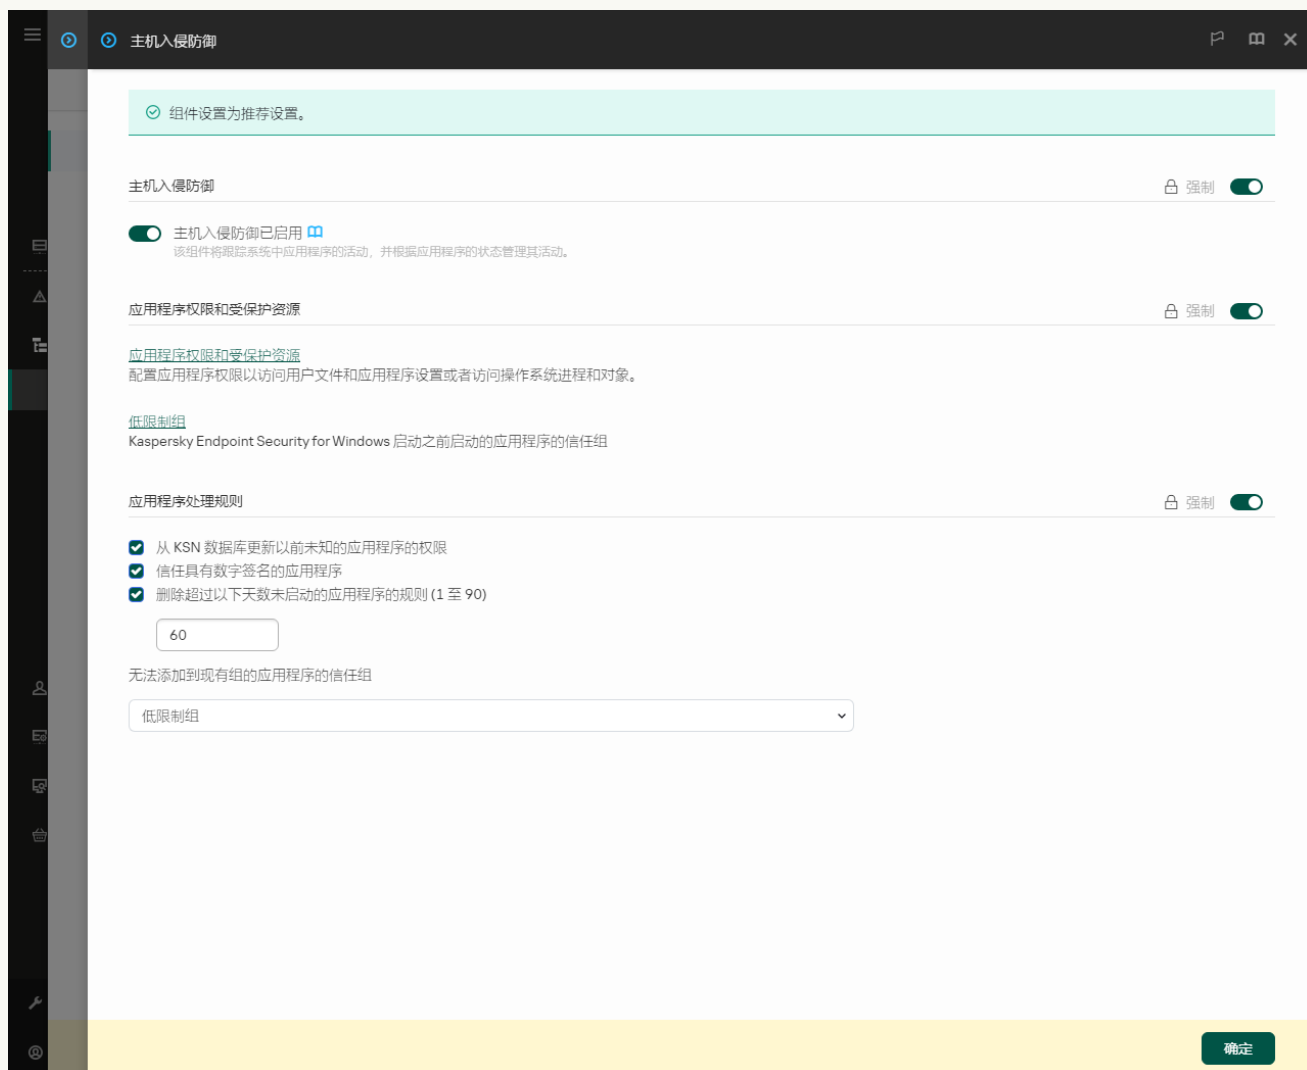 主机入侵防御
组件设置为推荐设置。
主机入侵防御
强制
主机入侵防御已启用
该组件将跟踪系统中应用程序的活动，并根据应用程序的状态管理其活动。
应用程序权限和受保护资源
强制
应用程序权限和受保护资源
配置应用程序权限以访问用户文件和应用程序设置或者访问操作系统进程和对象。
低限制组
Kaspersky Endpoint Security for Windows 启动之前启动的应用程序的信任组
应用程序处理规则
强制
从 KSN 数据库更新以前未知的应用程序的权限
信任具有数字签名的应用程序
删除超过以下天数未启动的应用程序的规则 (1 至 90)
60
无法添加到现有组的应用程序的信任组
低限制组
确定